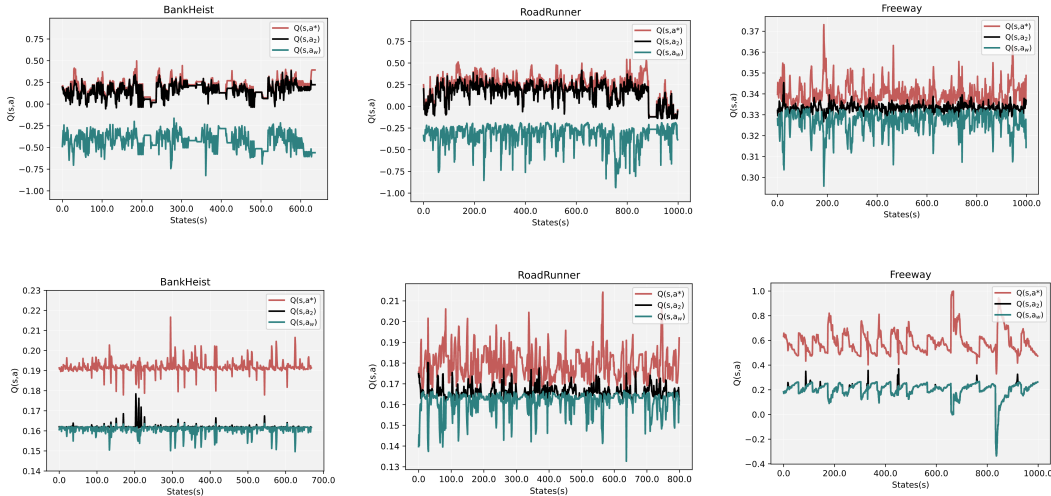 BankHeist
Q(s,a*)
Q(s,a₂)
Q(s,a_w)
Q(s,a)
0.75
0.50
0.25
0.00
−0.25
−0.50
−0.75
−1.00
0.0 100.0 200.0 300.0 400.0 500.0 600.0
States(s)
RoadRunner
Q(s,a*)
Q(s,a₂)
Q(s,a_w)
Q(s,a)
0.75
0.50
0.25
0.00
−0.25
−0.50
−0.75
−1.00
0.0 200.0 400.0 600.0 800.0 1000.0
States(s)
Freeway
Q(s,a*)
Q(s,a₂)
Q(s,a_w)
Q(s,a)
0.37
0.36
0.35
0.34
0.33
0.32
0.31
0.30
0.0 200.0 400.0 600.0 800.0 1000.0
States(s)
BankHeist
Q(s,a*)
Q(s,a₂)
Q(s,a_w)
Q(s,a)
0.23
0.22
0.21
0.20
0.19
0.18
0.17
0.16
0.15
0.14
0.0 100.0 200.0 300.0 400.0 500.0 600.0 700.0
States(s)
RoadRunner
Q(s,a*)
Q(s,a₂)
Q(s,a_w)
Q(s,a)
0.21
0.20
0.19
0.18
0.17
0.16
0.15
0.14
0.13
0.0 100.0 200.0 300.0 400.0 500.0 600.0 700.0 800.0
States(s)
Freeway
Q(s,a*)
Q(s,a₂)
Q(s,a_w)
Q(s,a)
1.0
0.8
0.6
0.4
0.2
0.0
−0.2
−0.4
0.0 200.0 400.0 600.0 800.0 1000.0
States(s)